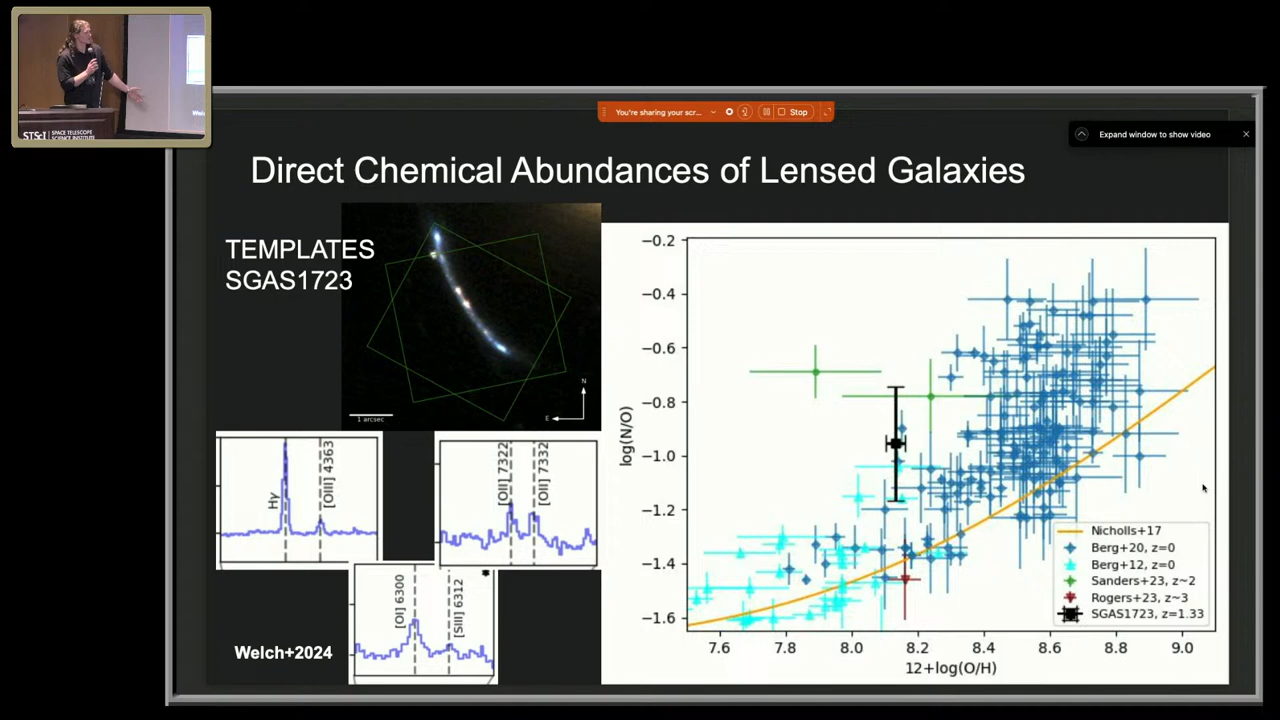 STScI | SPACE TELESCOPE
SCIENCE INSTITUTE
You're sharing your scr...
Stop
Expand window to show video
Direct Chemical Abundances of Lensed Galaxies
TEMPLATES
SGAS1723
N
E
1 arcsec
Hγ
[OIII] 4363
[OII] 7322
[OII] 7332
[OI] 6300
[SIII] 6312
Welch+2024
−0.2
−0.4
−0.6
−0.8
−1.0
−1.2
−1.4
−1.6
log(N/O)
7.6 7.8 8.0 8.2 8.4 8.6 8.8 9.0
12+log(O/H)
Nicholls+17
Berg+20, z=0
Berg+12, z=0
Sanders+23, z~2
Rogers+23, z~3
SGAS1723, z=1.33